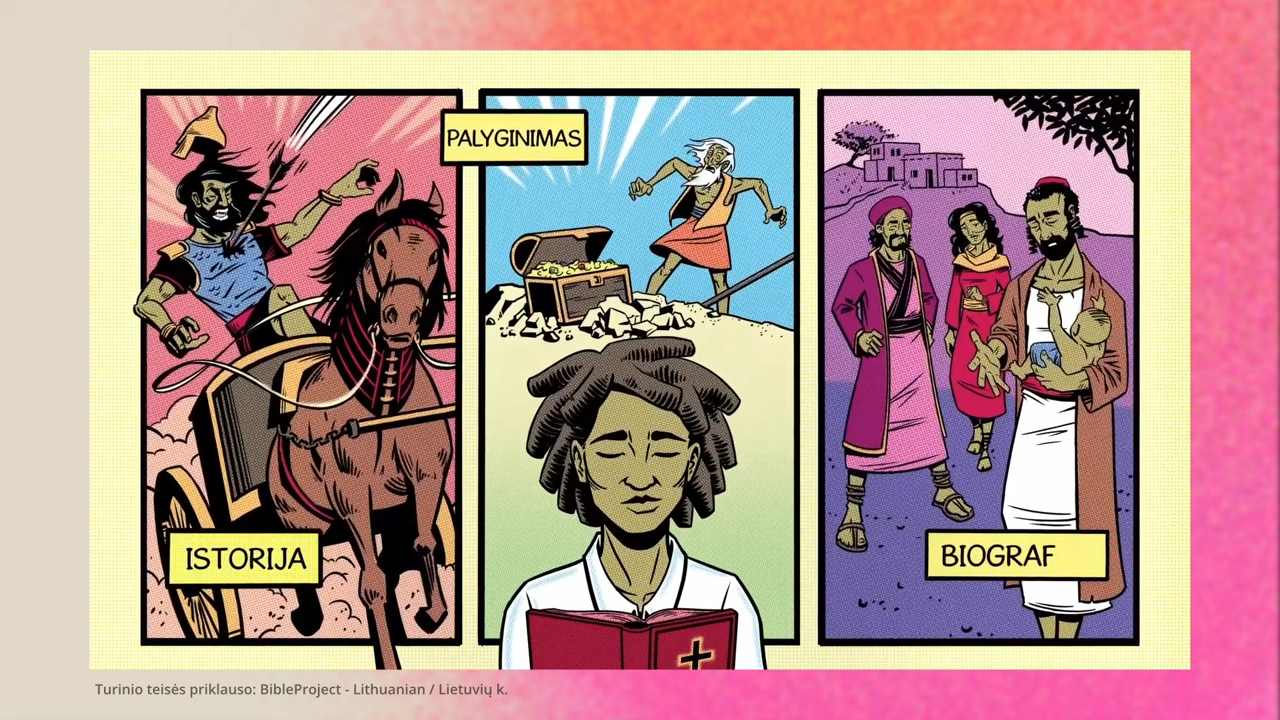 PALYGINIMAS
ISTORIJA
BIOGRAF
Turinio teisės priklauso: BibleProject - Lithuanian / Lietuvių k.